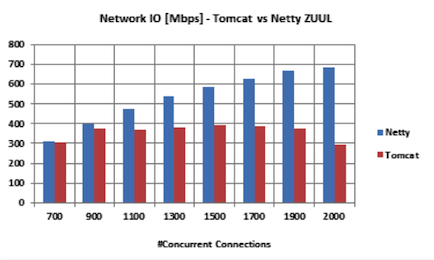 Network IO [Mbps] - Tomcat vs Netty ZUUL
800
700
600
500
400
300
200
100
0
700 900 1100 1300 1500 1700 1900 2000
Netty
Tomcat
#Concurrent Connections